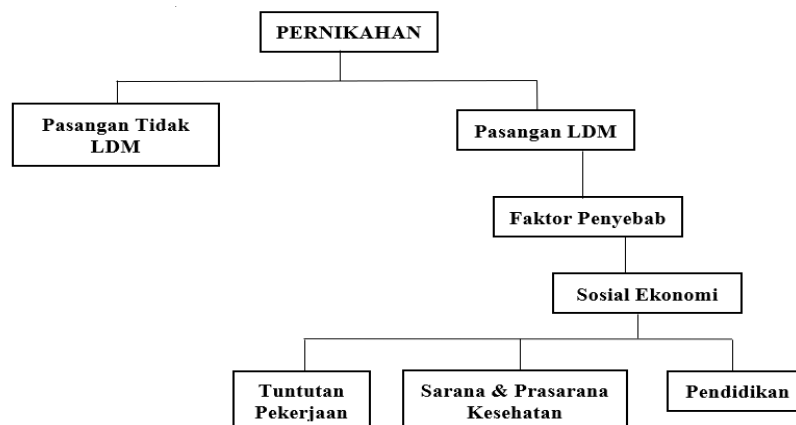 PERNIKAHAN
Pasangan Tidak
LDM
Pasangan LDM
Faktor Penyebab
Sosial Ekonomi
Tuntutan
Pekerjaan
Sarana & Prasarana
Kesehatan
Pendidikan